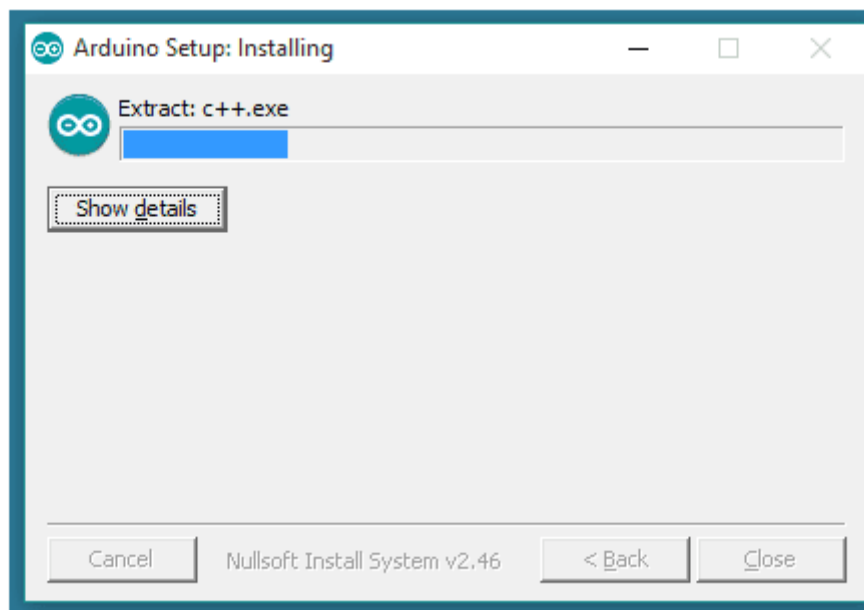 Arduino Setup: Installing
Extract: c++.exe
Show details
Cancel
Nullsoft Install System v2.46
< Back
Close